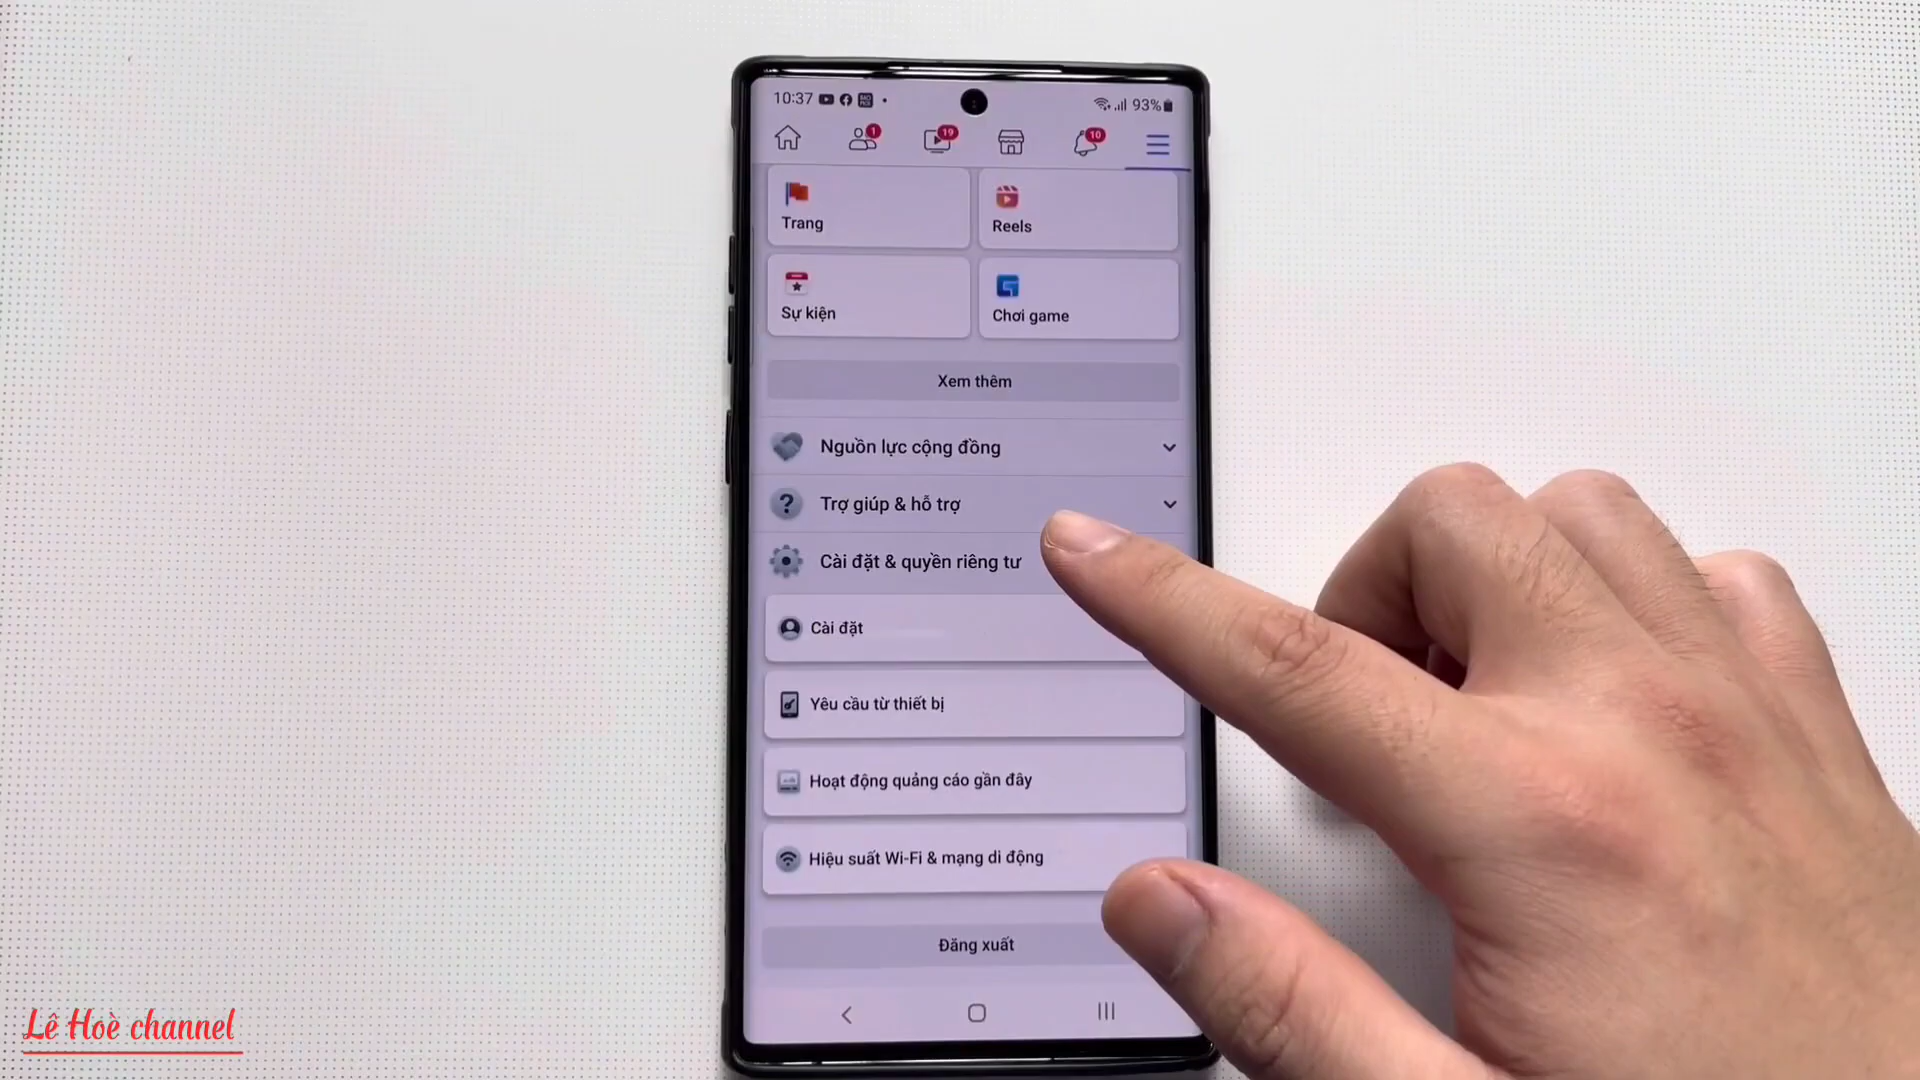 10:37
93%
1
19
10
Trang
Reels
Sự kiện
Chơi game
Xem thêm
Nguồn lực cộng đồng
Trợ giúp & hỗ trợ
Cài đặt & quyền riêng tư
Cài đặt
Yêu cầu từ thiết bị
Hoạt động quảng cáo gần đây
Hiệu suất Wi-Fi & mạng di động
Đăng xuất
Lê Hoè channel